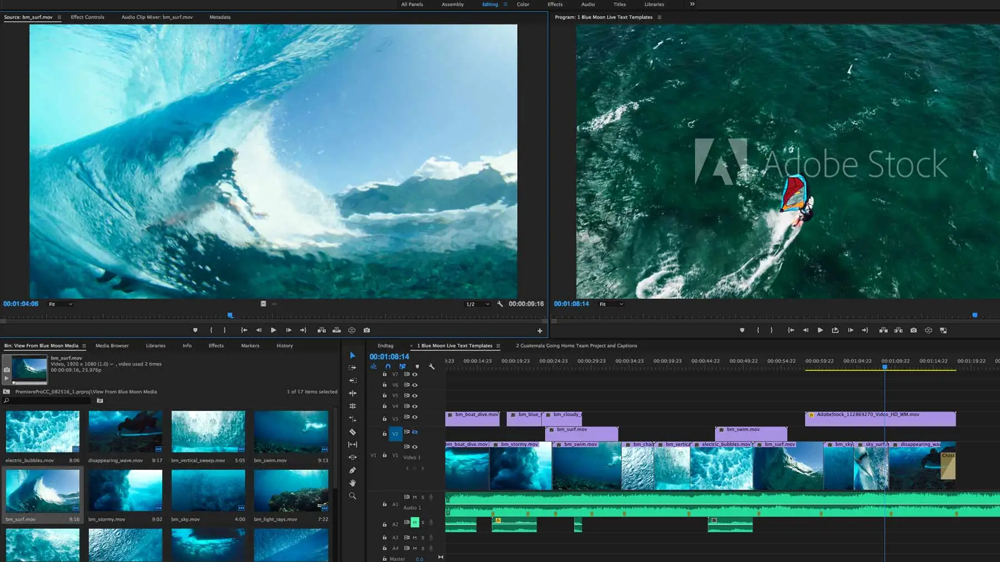 All Panels Assembly Editing Color Effects Audio Titles Libraries
Source: bm_surf.mov Effect Controls Audio Clip Mixer: bm_surf.mov Metadata
Program: 1 Blue Moon Live Text Templates
Adobe Stock
00:01:04:06 Fit 1/2 00:00:09:16
00:01:08:14 Fit
Bin: View From Blue Moon Media Media Browser Libraries Info Effects Markers History
bm_surf.mov
Video, 1920 x 1080 (1.0) , video used 2 times
00:00:09:16, 23.976p
PremiereProCC_082516_1.prproj\View From Blue Moon Media 1 of 17 items selected
electric_bubbles.mov 8:06 disappearing_wave.mov 9:17 bm_vertical_sweep.mov 5:05 bm_swim.mov 9:13
bm_surf.mov 9:16 bm_stormy.mov 9:02 bm_sky.mov 4:00 bm_light_rays.mov 7:22
Endtag × 1 Blue Moon Live Text Templates 2 Guatemala Going Home Team Project and Captions
00:01:08:14
9:23 00:00:14:23 00:00:19:23 00:00:24:23 00:00:29:23 00:00:34:23 00:00:39:23 00:00:44:22 00:00:49:22 00:00:54:22 00:00:59:22 00:01:04:22 00:01:09:22 00:01:14:22 00:01:19:22 00
V7
V6
V5
V4
V3 bm_boat_dive.mov bm_blue_ bm_cloudy_ AdobeStock_112869270_Video_HD_WM.mov
V2 bm_surf.mov bm_swim.mov
bm_boat_dive.mov bm_stormy.mov bm_swim.mov bm_chao bm_vertica electric_bubbles.mov bm_surf.mov bm_sky sky_surf.m disappearing_wav
V1 V1 Video 1 Cross
A1 M S
Audio 1
A2 M S
A3 M S
A4 M S
Master 0.0